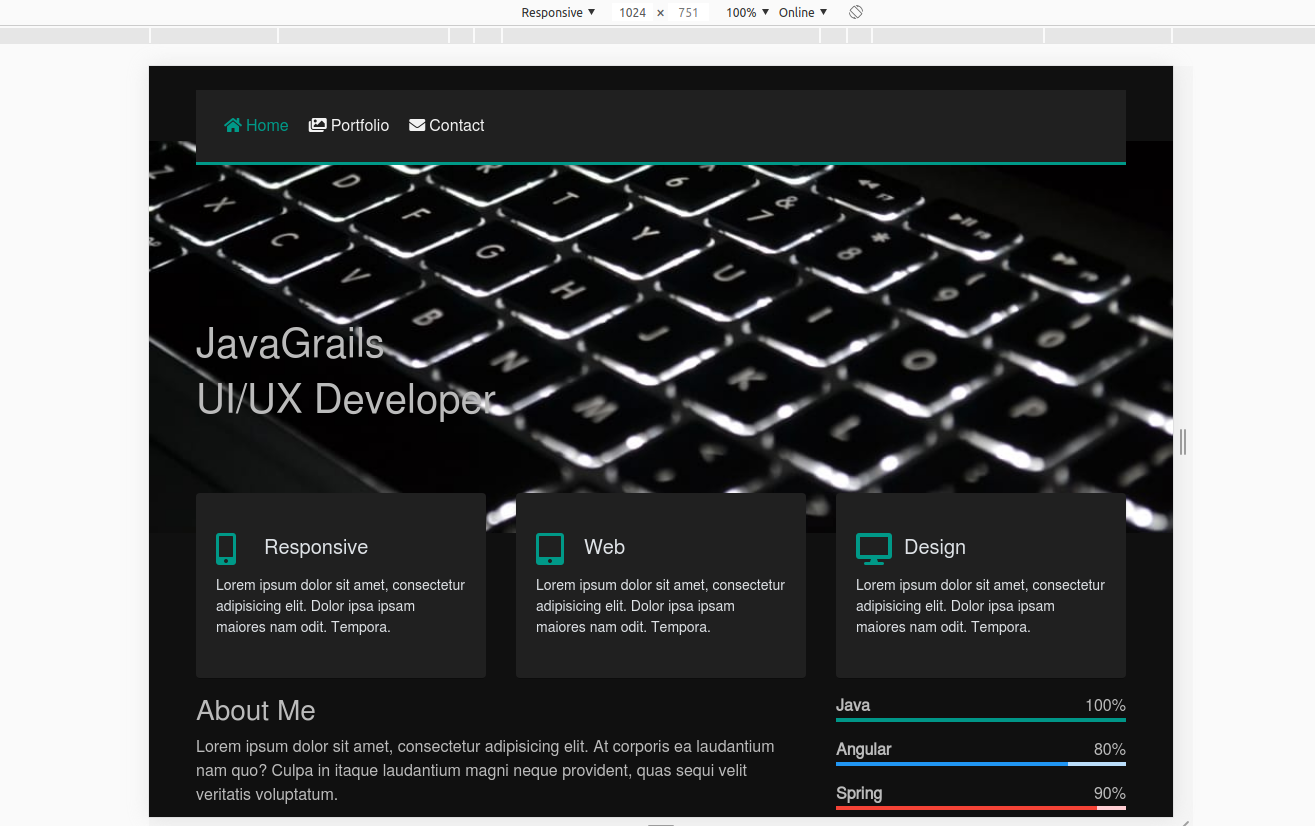 Responsive ▼ 1024 × 751 100% ▼ Online ▼
Home Portfolio Contact
D 6 & 7
X F T
C G Y 8 *
V H U 9
B J I O
N K O P
M L
JavaGrails
UI/UX Developer
Responsive
Lorem ipsum dolor sit amet, consectetur
adipisicing elit. Dolor ipsa ipsam
maiores nam odit. Tempora.
Web
Lorem ipsum dolor sit amet, consectetur
adipisicing elit. Dolor ipsa ipsam
maiores nam odit. Tempora.
Design
Lorem ipsum dolor sit amet, consectetur
adipisicing elit. Dolor ipsa ipsam
maiores nam odit. Tempora.
About Me
Lorem ipsum dolor sit amet, consectetur adipisicing elit. At corporis ea laudantium
nam quo? Culpa in itaque laudantium magni neque provident, quas sequi velit
veritatis voluptatum.
Java 100%
Angular 80%
Spring 90%